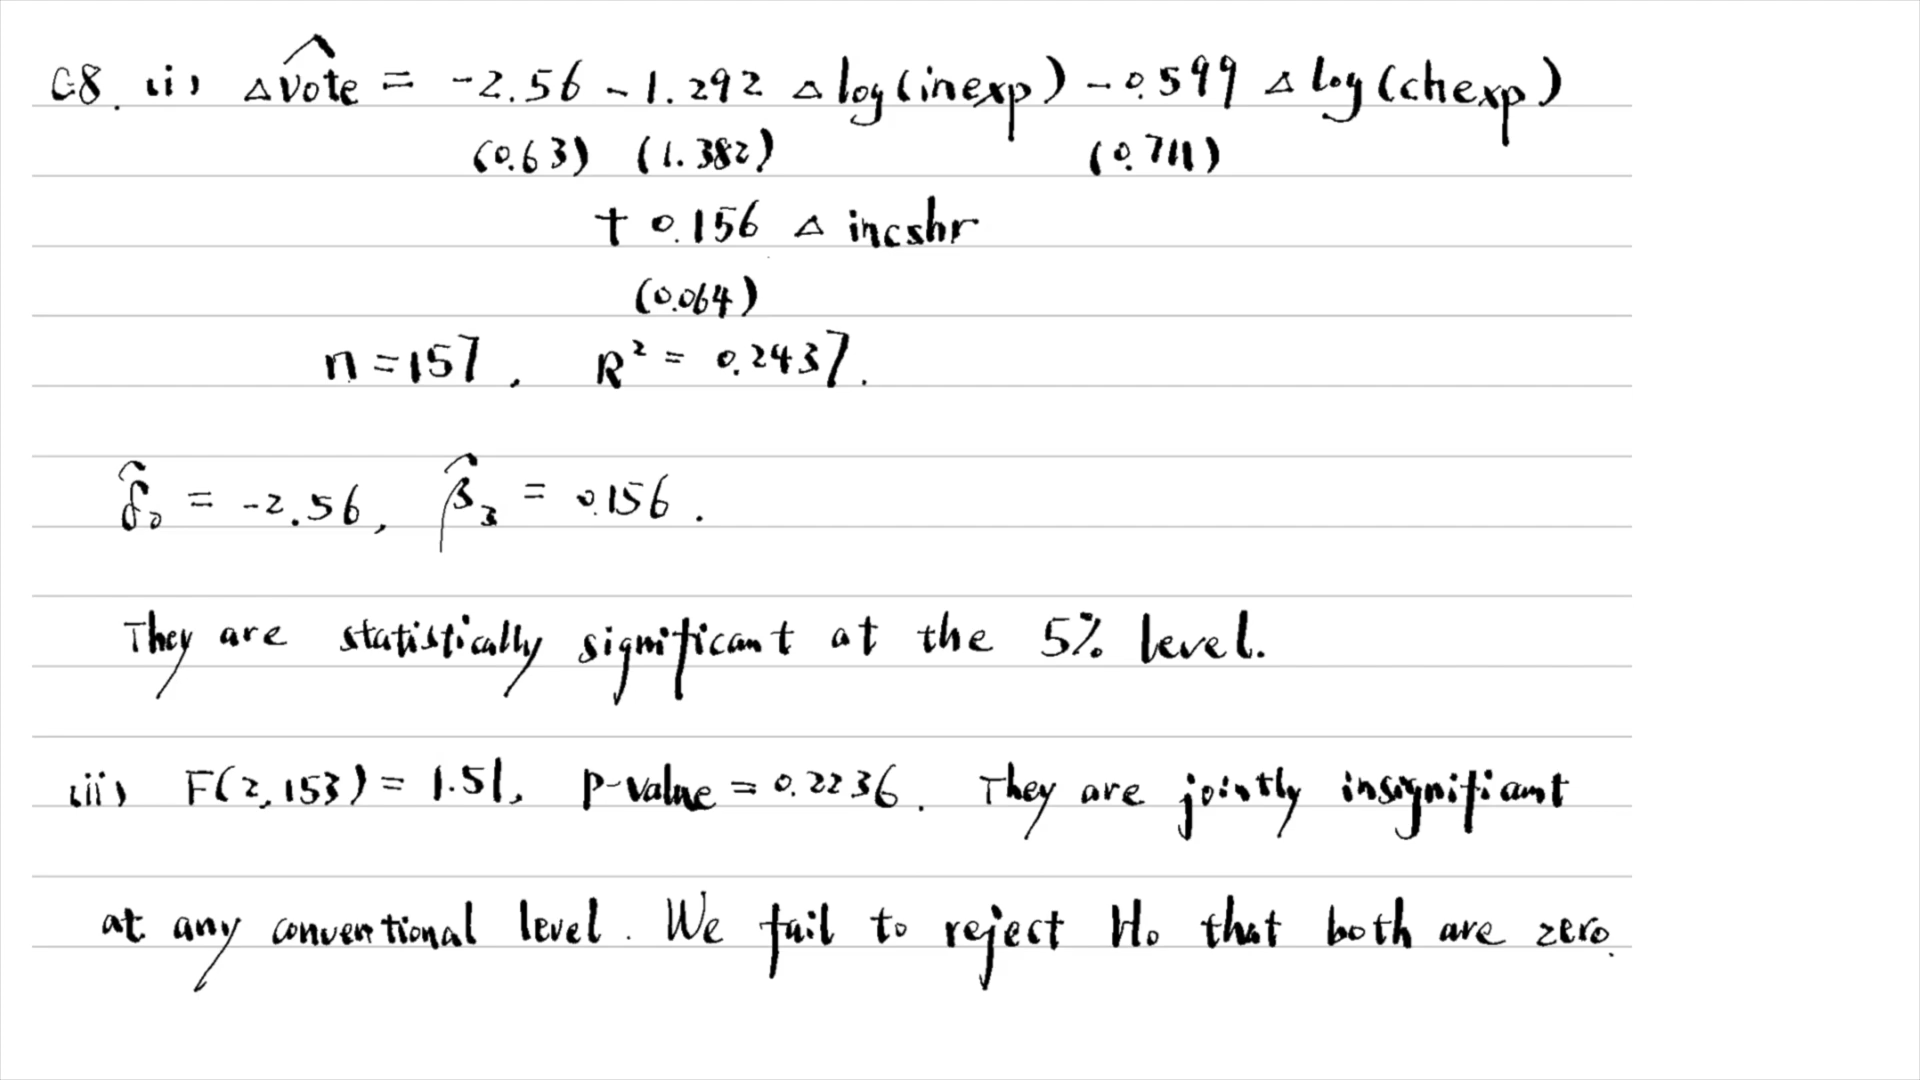 C8. (i) Δvote^ = -2.56 - 1.292 Δlog(inexp) - 0.599 Δlog(chexp)
(0.63) (1.382) (0.711)
+ 0.156 Δ incshr
(0.064)
n = 157, R² = 0.2437.
δ̂₀ = -2.56, β̂₃ = 0.156.
They are statistically significant at the 5% level.
(ii) F(2,153) = 1.51, p-value = 0.2236. They are jointly insignifiant
at any conventional level. We fail to reject H₀ that both are zero.